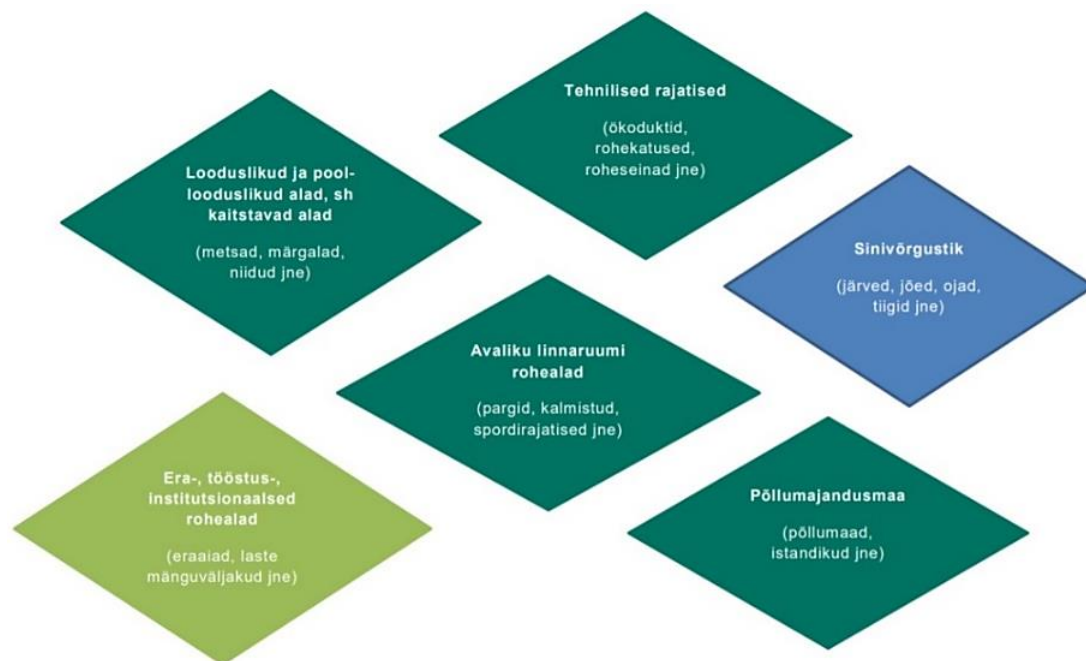 Tehnilised rajatised
(ökoduktid,
rohekatused,
roheseinad jne)
Looduslikud ja pool-
looduslikud alad, sh
kaitstavad alad
(metsad, märgalad,
niidud jne)
Sinivõrgustik
(järved, jõed, ojad,
tiigid jne)
Avaliku linnaruumi
rohealad
(pargid, kalmistud,
spordirajatised jne)
Era-, tööstus-,
institutsionaalsed
rohealad
(eraaiad, laste
mänguväljakud jne)
Põllumajandusmaa
(põllumaad,
istandikud jne)